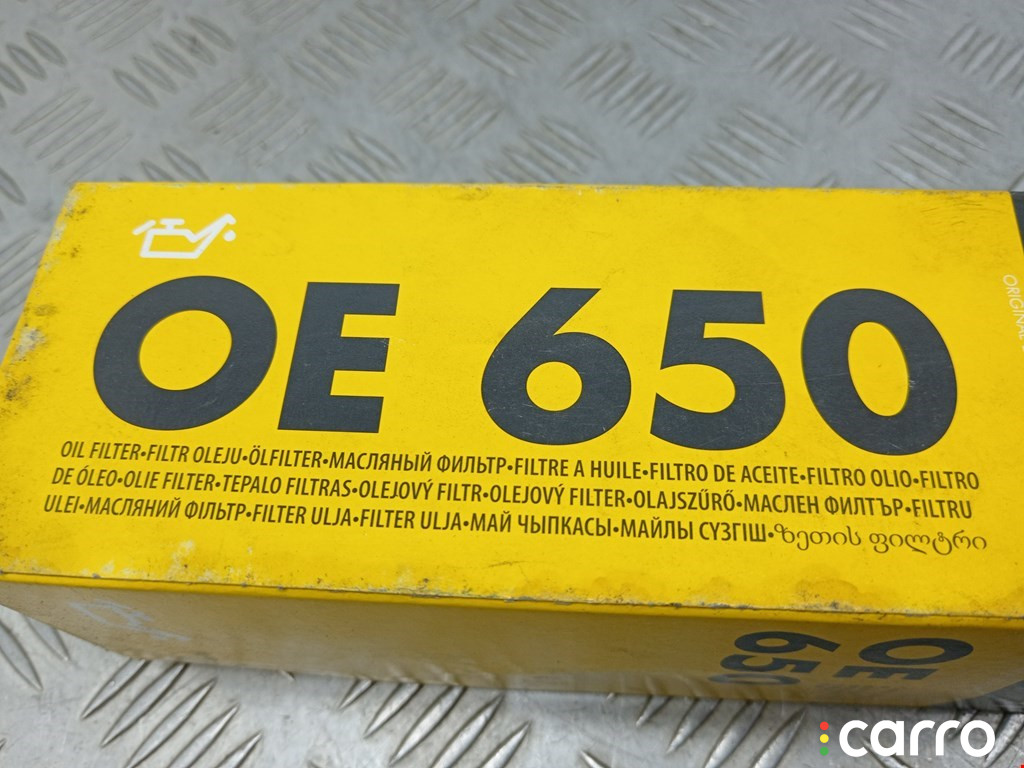 OE 650
ORIGINAL
OIL FILTER•FILTR OLEJU•ÖLFILTER•МАСЛЯНЫЙ ФИЛЬТР•FILTRE A HUILE•FILTRO DE ACEITE•FILTRO OLIO•FILTRO
DE ÓLEO•OLIE FILTER•TEPALO FILTRAS•OLEJOVÝ FILTR•OLEJOVÝ FILTER•OLAJSZŰRŐ•МАСЛЕН ФИЛТЪР•FILTRU
ULEI•МАСЛЯНИЙ ФІЛЬТР•FILTER ULJA•FILTER ULJA•МАЙ ЧЫПКАСЫ•МАЙЛЫ СҮЗГІШ•ზეთის ფილტრი
OE
650
carro